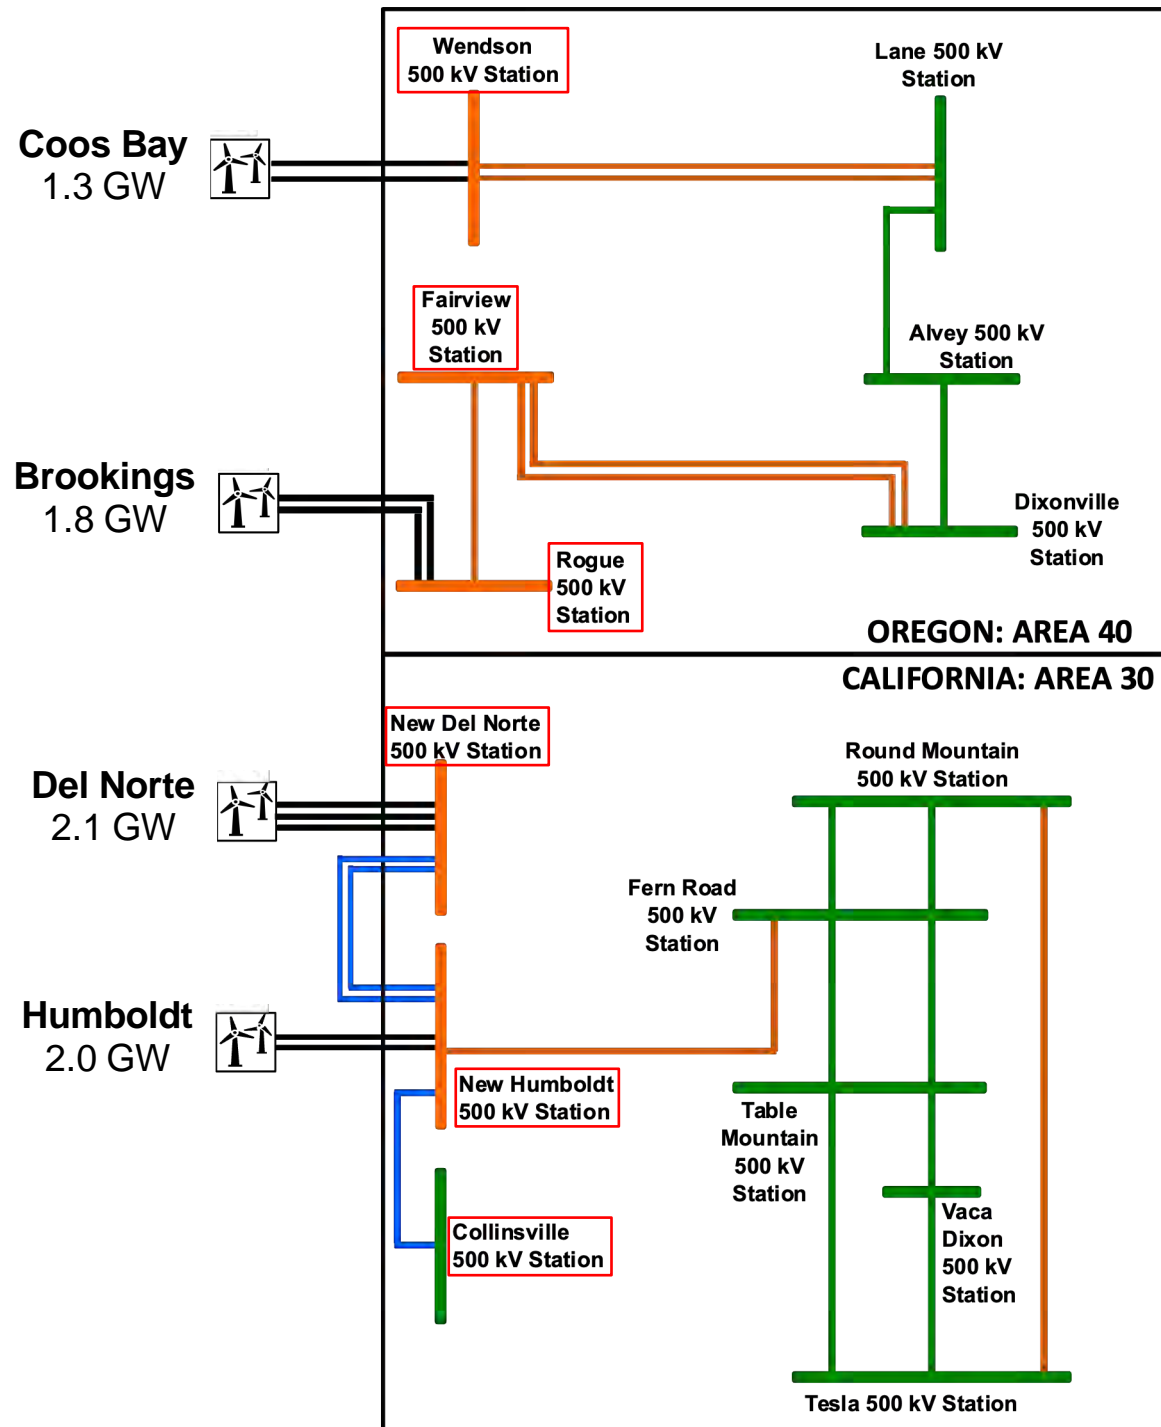 Wendson
500 kV Station
Lane 500 kV
Station
Coos Bay
1.3 GW
Fairview
500 kV
Station
Alvey 500 kV
Station
Brookings
1.8 GW
Dixonville
500 kV
Station
Rogue
500 kV
Station
OREGON: AREA 40
CALIFORNIA: AREA 30
New Del Norte
500 kV Station
Round Mountain
500 kV Station
Del Norte
2.1 GW
Fern Road
500 kV
Station
Humboldt
2.0 GW
New Humboldt
500 kV Station
Table
Mountain
500 kV
Station
Vaca
Dixon
500 kV
Station
Collinsville
500 kV Station
Tesla 500 kV Station